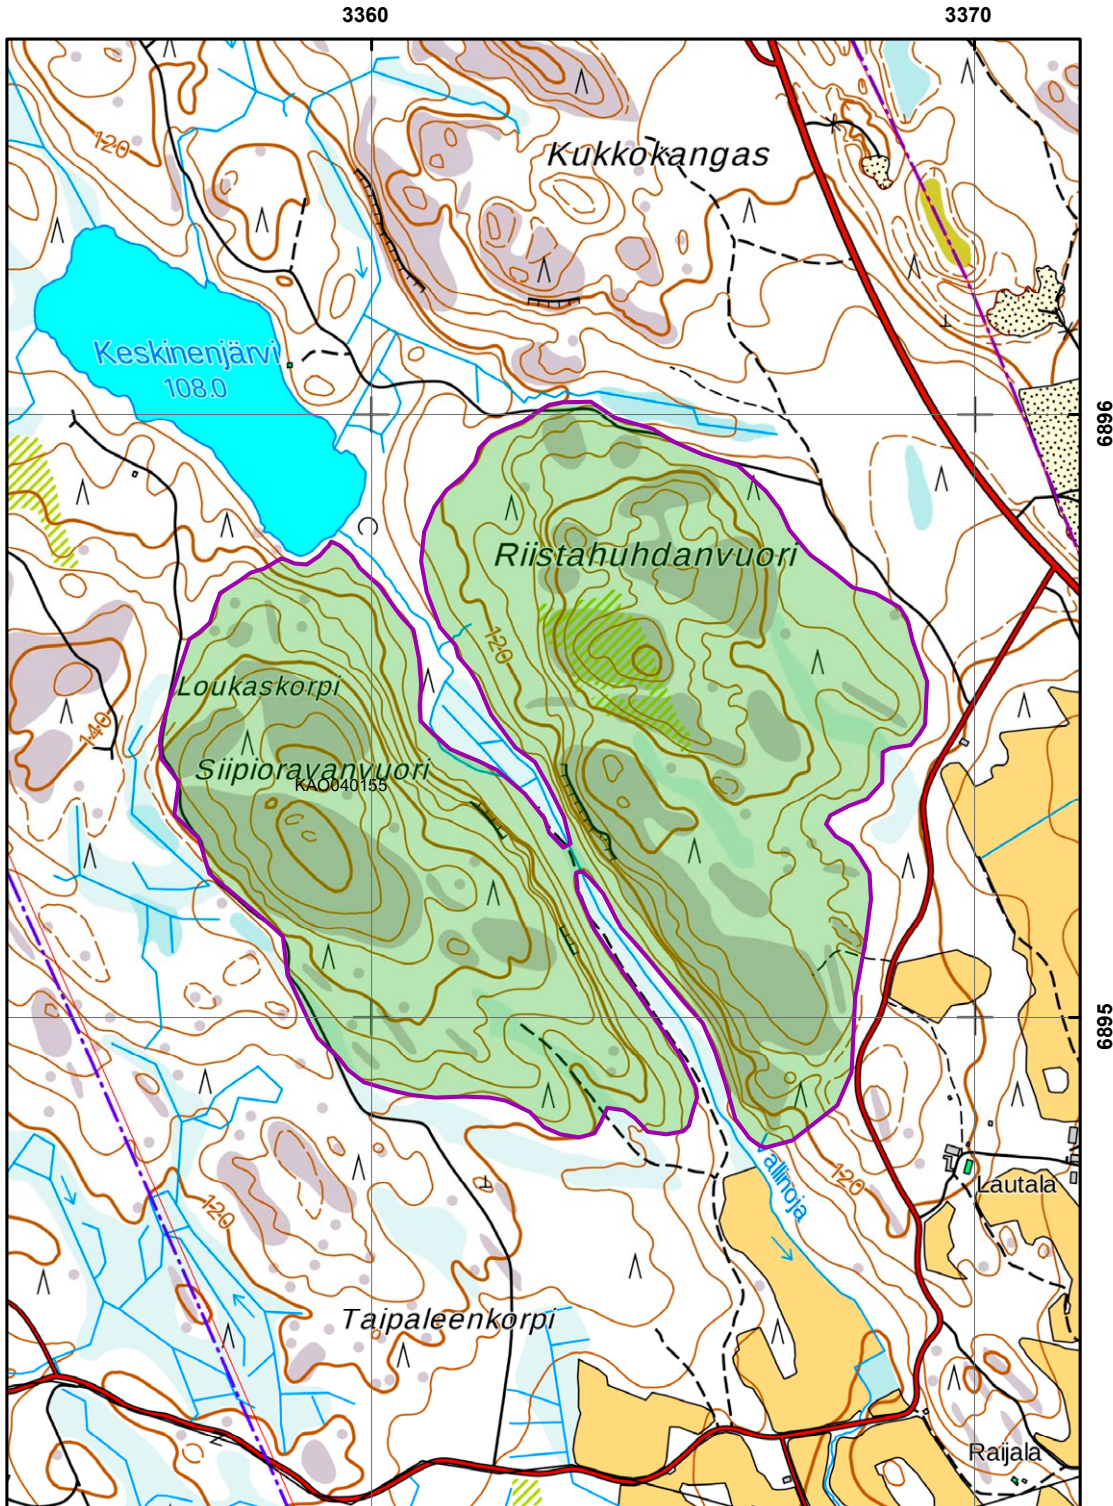 3360
3370
120
Kukkokangas
Keskinenjärvi
108.0
6896
Riistahuhdanvuori
120
Loukaskorpi
140
Siipioravanvuori
KAO040155
6895
Vallinoja
120
Lautala
120
Taipaleenkorpi
Raijala